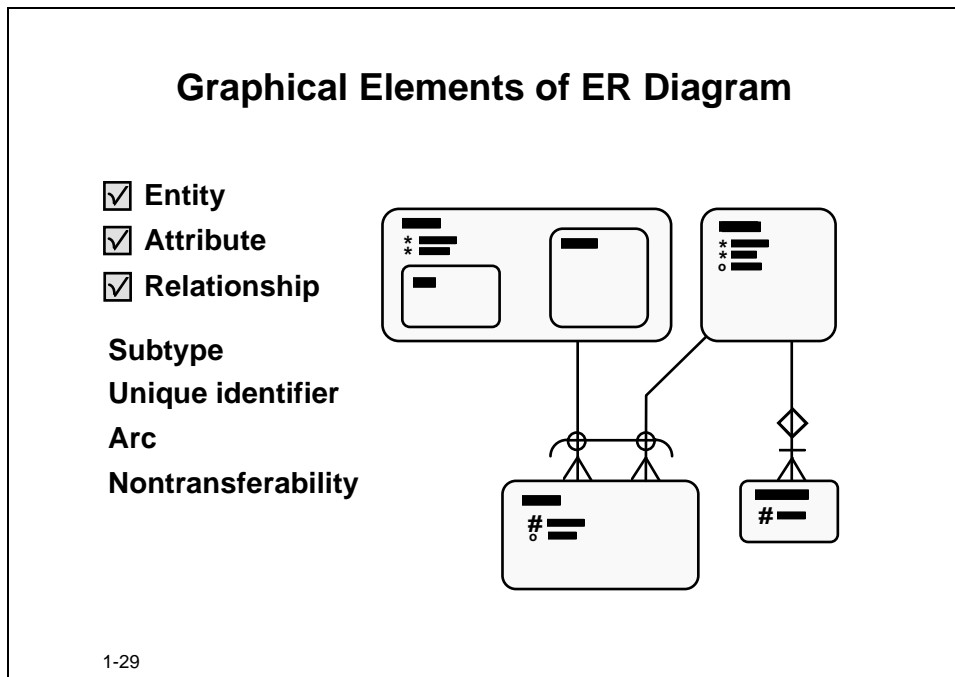 Graphical Elements of ER Diagram
Entity
Attribute
Relationship
Subtype
Unique identifier
Arc
Nontransferability
*
*
*
*
o
#
o
#
1-29